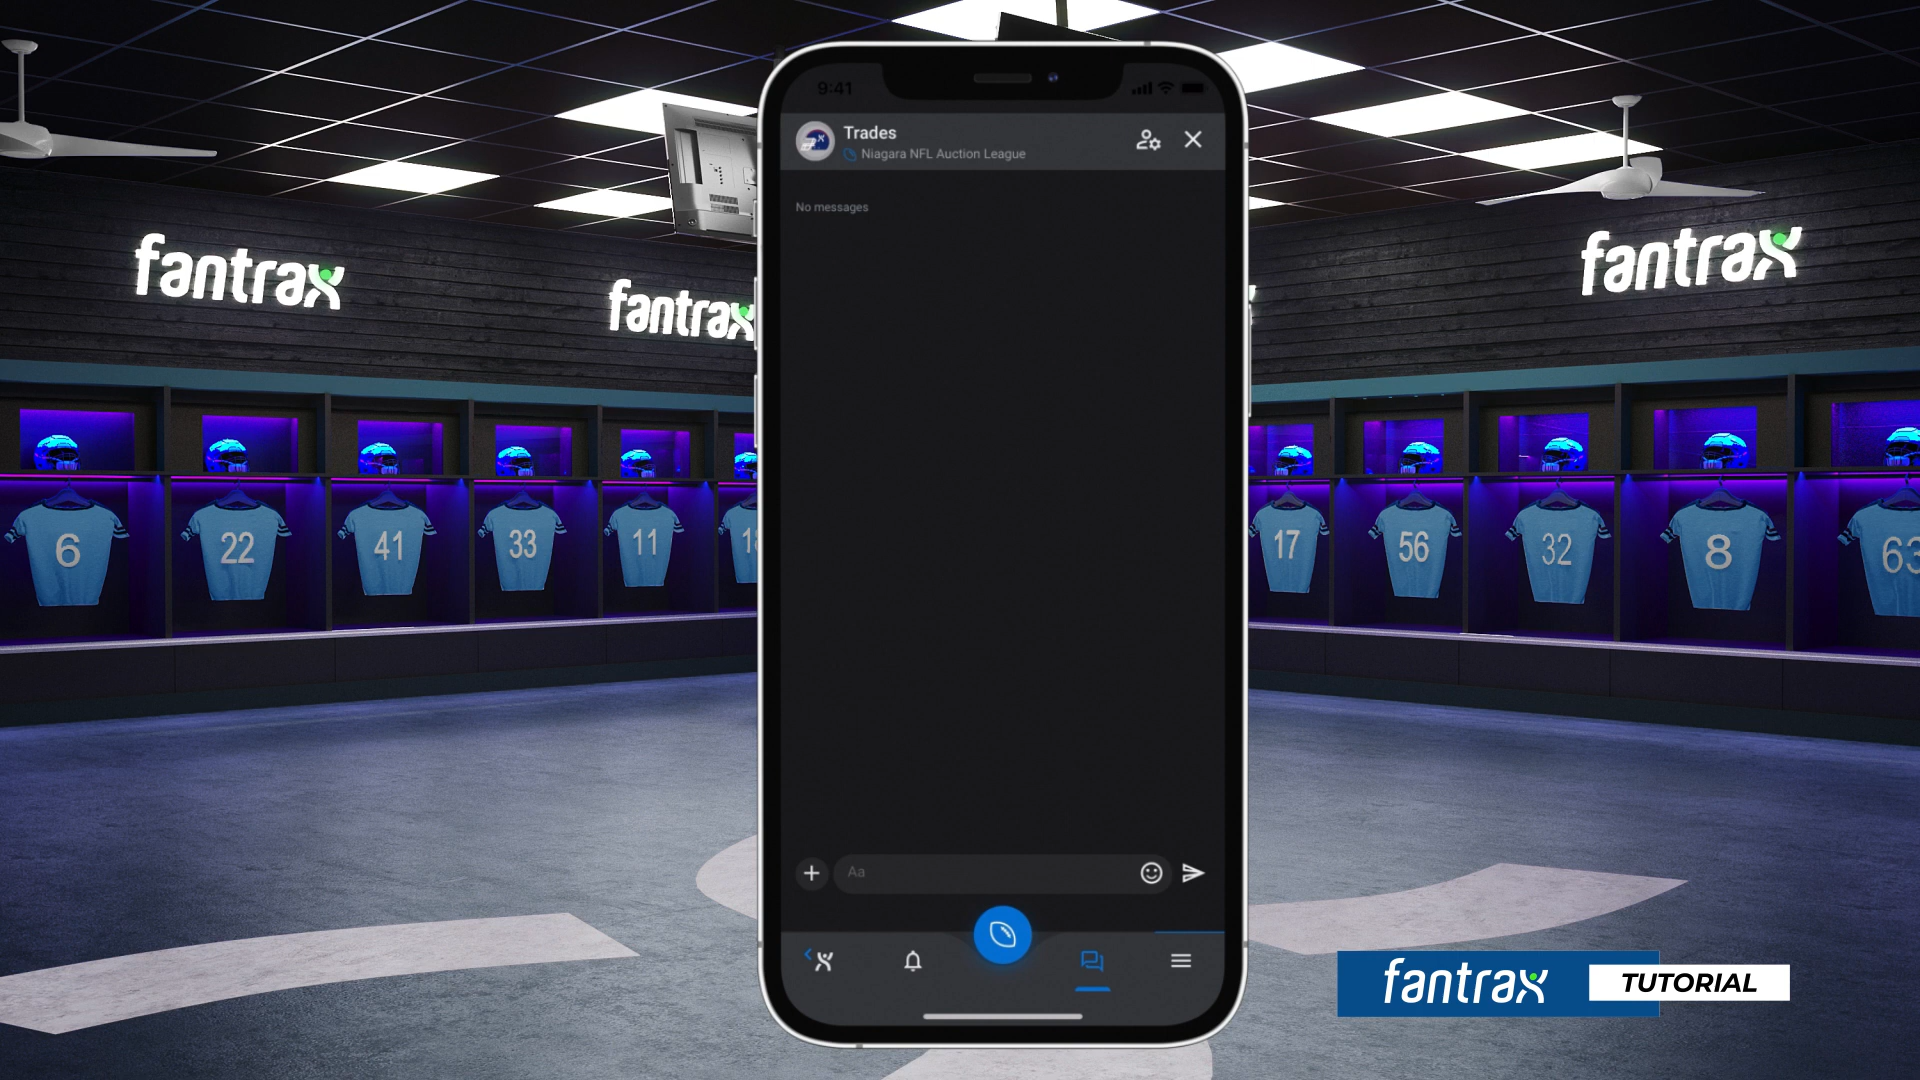 9:41
Trades
Niagara NFL Auction League
No messages
fantrax
fantrax
fantrax
6
22
41
33
11
17
56
32
8
63
Aa
fantrax
TUTORIAL